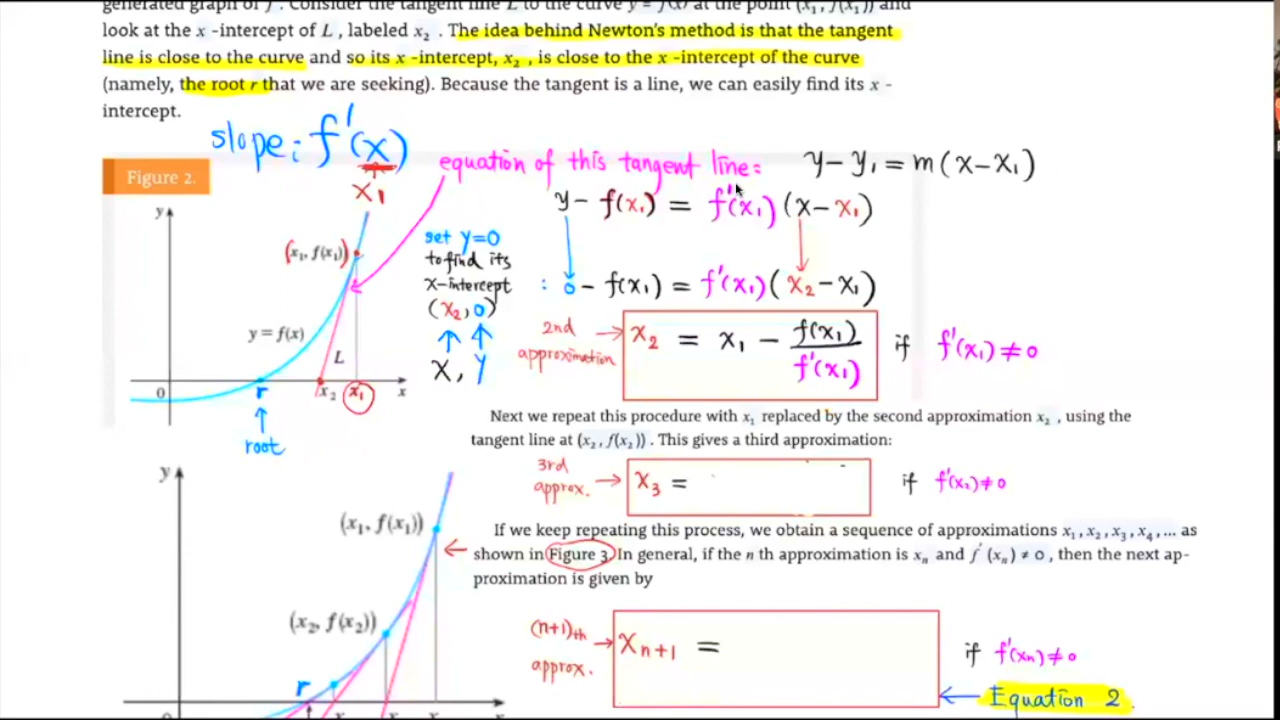 generated graph of f . Consider the tangent line L to the curve y = f(x) at the point (x₁ , f(x₁)) and
look at the x -intercept of L , labeled x₂ . The idea behind Newton's method is that the tangent
line is close to the curve and so its x -intercept, x₂ , is close to the x -intercept of the curve
(namely, the root r that we are seeking). Because the tangent is a line, we can easily find its x -
intercept.
slope: f'(x)
x₁
Figure 2.
equation of this tangent line: y - y₁ = m(x - x₁)
y - f(x₁) = f'(x₁)(x - x₁)
set y=0
to find its
x-intercept
(x₂, 0)
x, y
: 0 - f(x₁) = f'(x₁)(x₂ - x₁)
2nd
approximation
x₂ = x₁ - f(x₁)/f'(x₁) if f'(x₁) ≠ 0
y
(x₁, f(x₁))
y = f(x)
L
0 r x₂ x₁ x
root
Next we repeat this procedure with x₁ replaced by the second approximation x₂ , using the
tangent line at (x₂ , f(x₂)) . This gives a third approximation:
3rd
approx.
x₃ = if f'(x₂) ≠ 0
If we keep repeating this process, we obtain a sequence of approximations x₁ , x₂ , x₃ , x₄ , ... as
shown in Figure 3. In general, if the n th approximation is xₙ and f′ (xₙ) ≠ 0 , then the next ap-
proximation is given by
(n+1)th
approx.
xₙ₊₁ = if f'(xₙ) ≠ 0
Equation 2
y
(x₁, f(x₁))
(x₂, f(x₂))
r
x